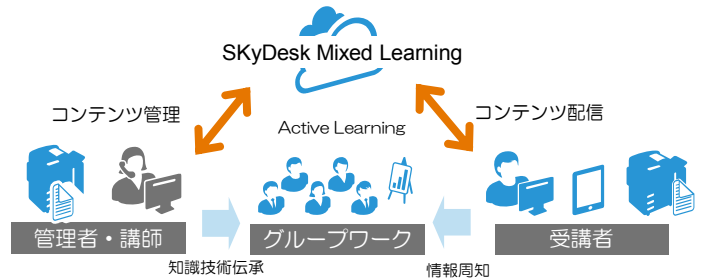 SKyDesk Mixed Learning
コンテンツ管理
コンテンツ配信
Active Learning
管理者・講師
グループワーク
受講者
知識技術伝承
情報周知